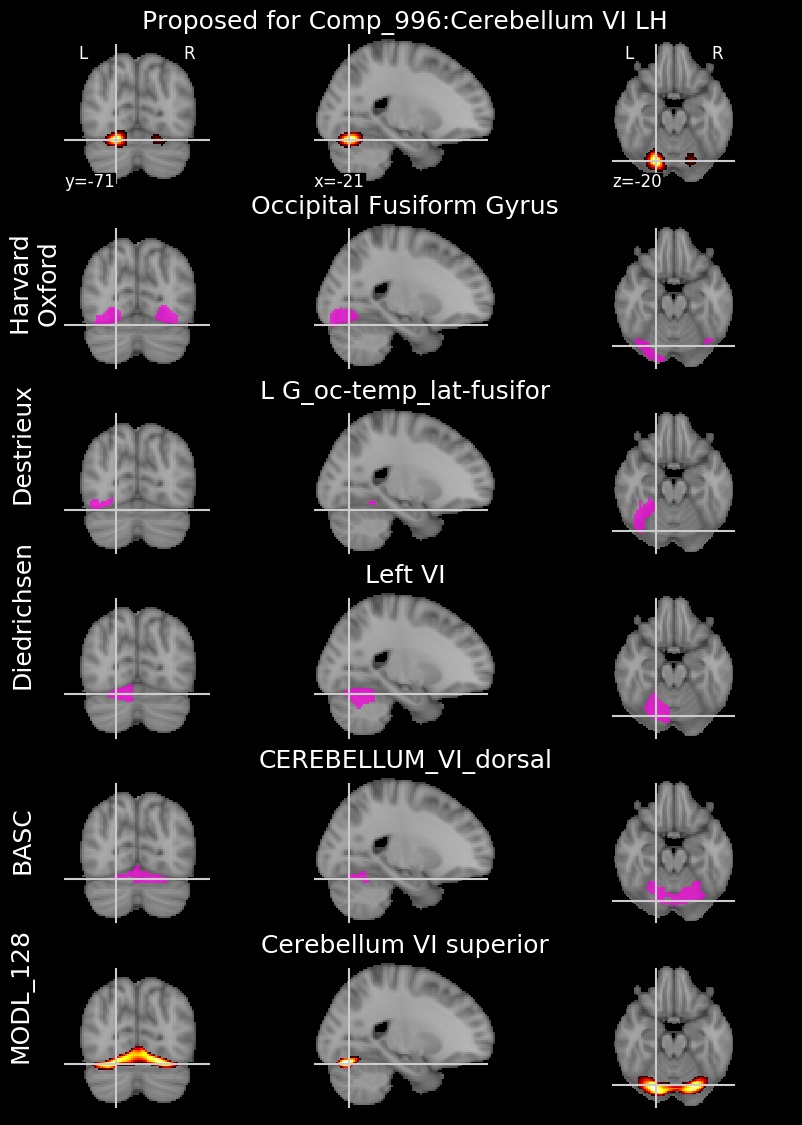 Proposed for Comp_996:Cerebellum VI LH
L R
L R
y=-71 x=-21 z=-20
Harvard
Oxford
Occipital Fusiform Gyrus
Destrieux
L G_oc-temp_lat-fusifor
Diedrichsen
Left VI
BASC
CEREBELLUM_VI_dorsal
MODL_128
Cerebellum VI superior